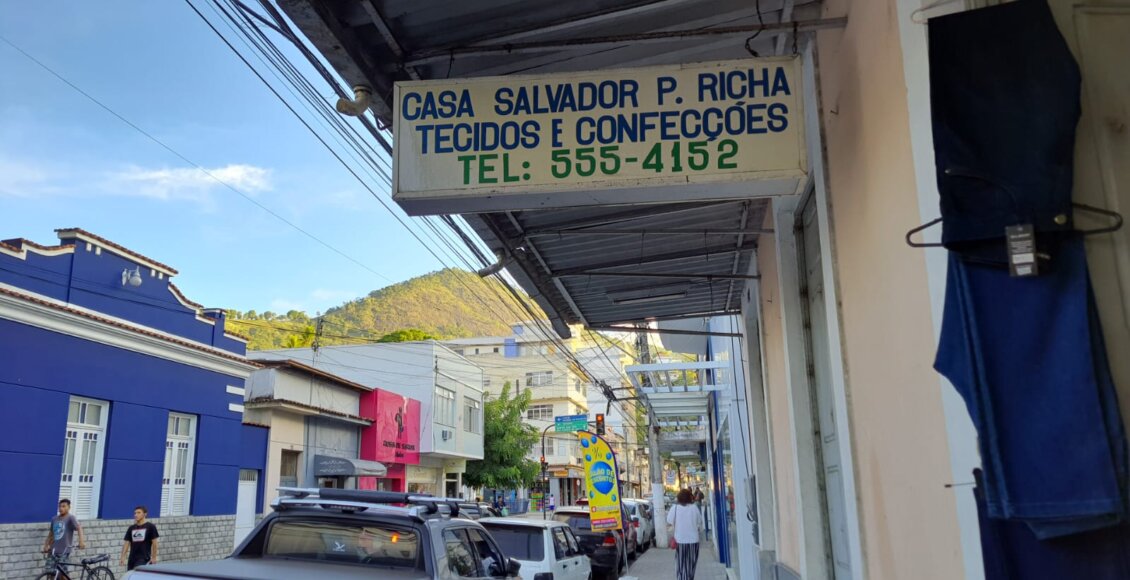 CASA SALVADOR P. RICHA
TECIDOS E CONFECÇÕES
TEL: 555-4152